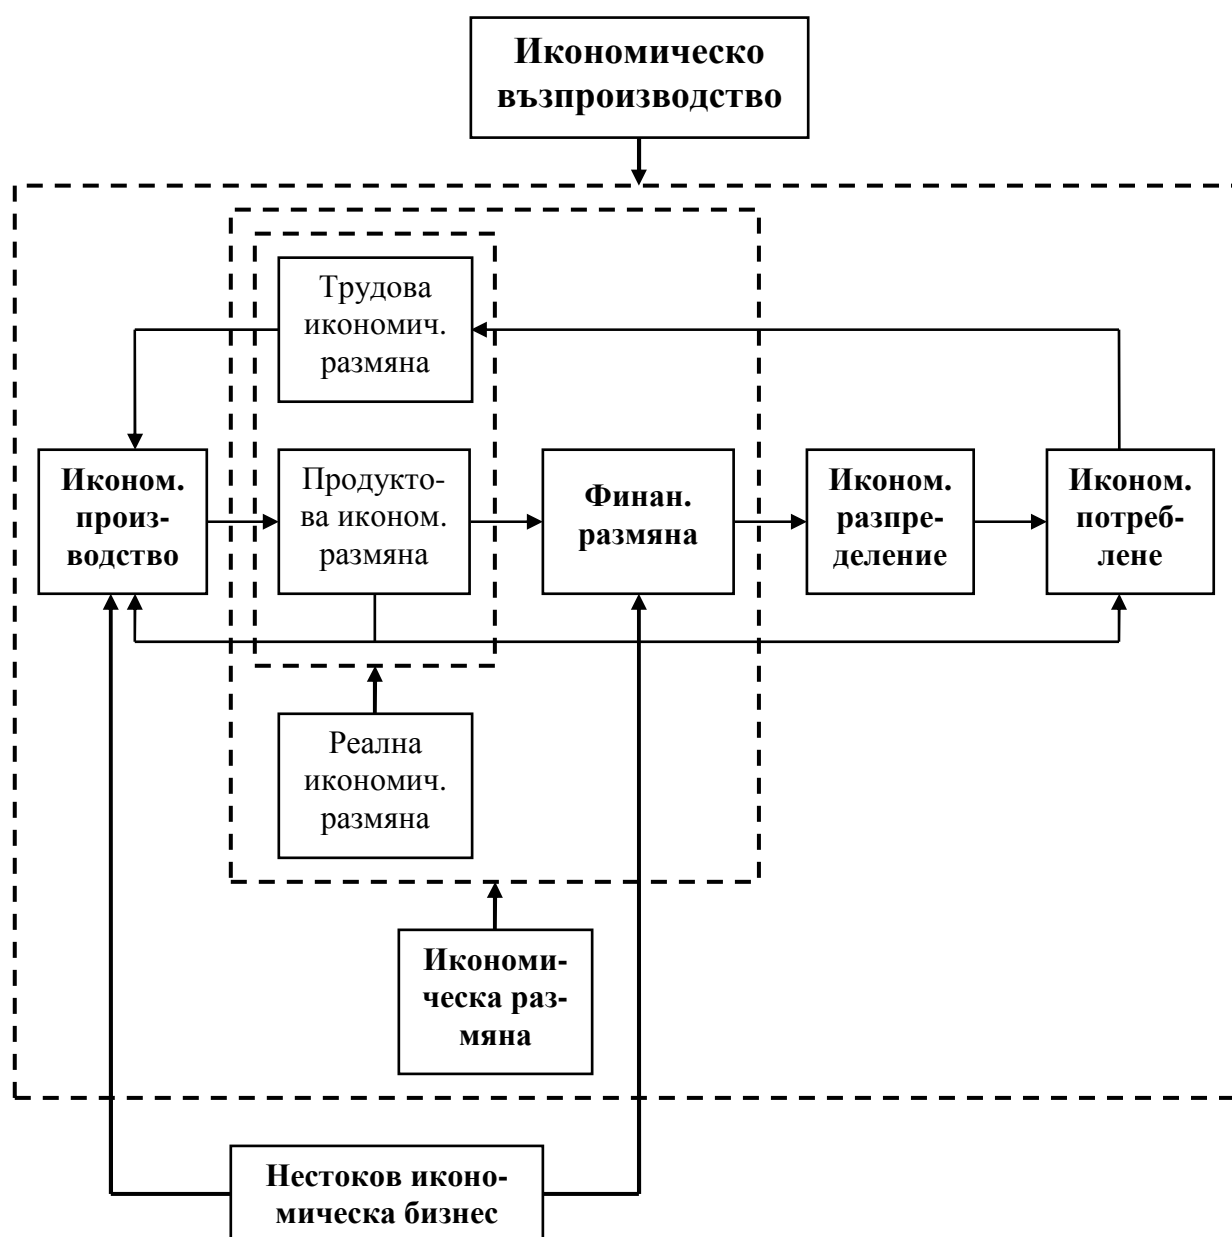 Икономическо
възпроизводство
Трудова
икономич.
размяна
Иконом.
произ-
водство
Продукто-
ва иконом.
размяна
Финан.
размяна
Иконом.
разпре-
деление
Иконом.
потреб-
лене
Реална
икономич.
размяна
Икономи-
ческа раз-
мяна
Нестоков иконо-
мическа бизнес